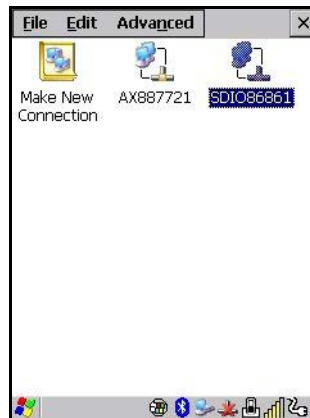 File Edit Advanced
Make New
Connection
AX887721
SDIO86861